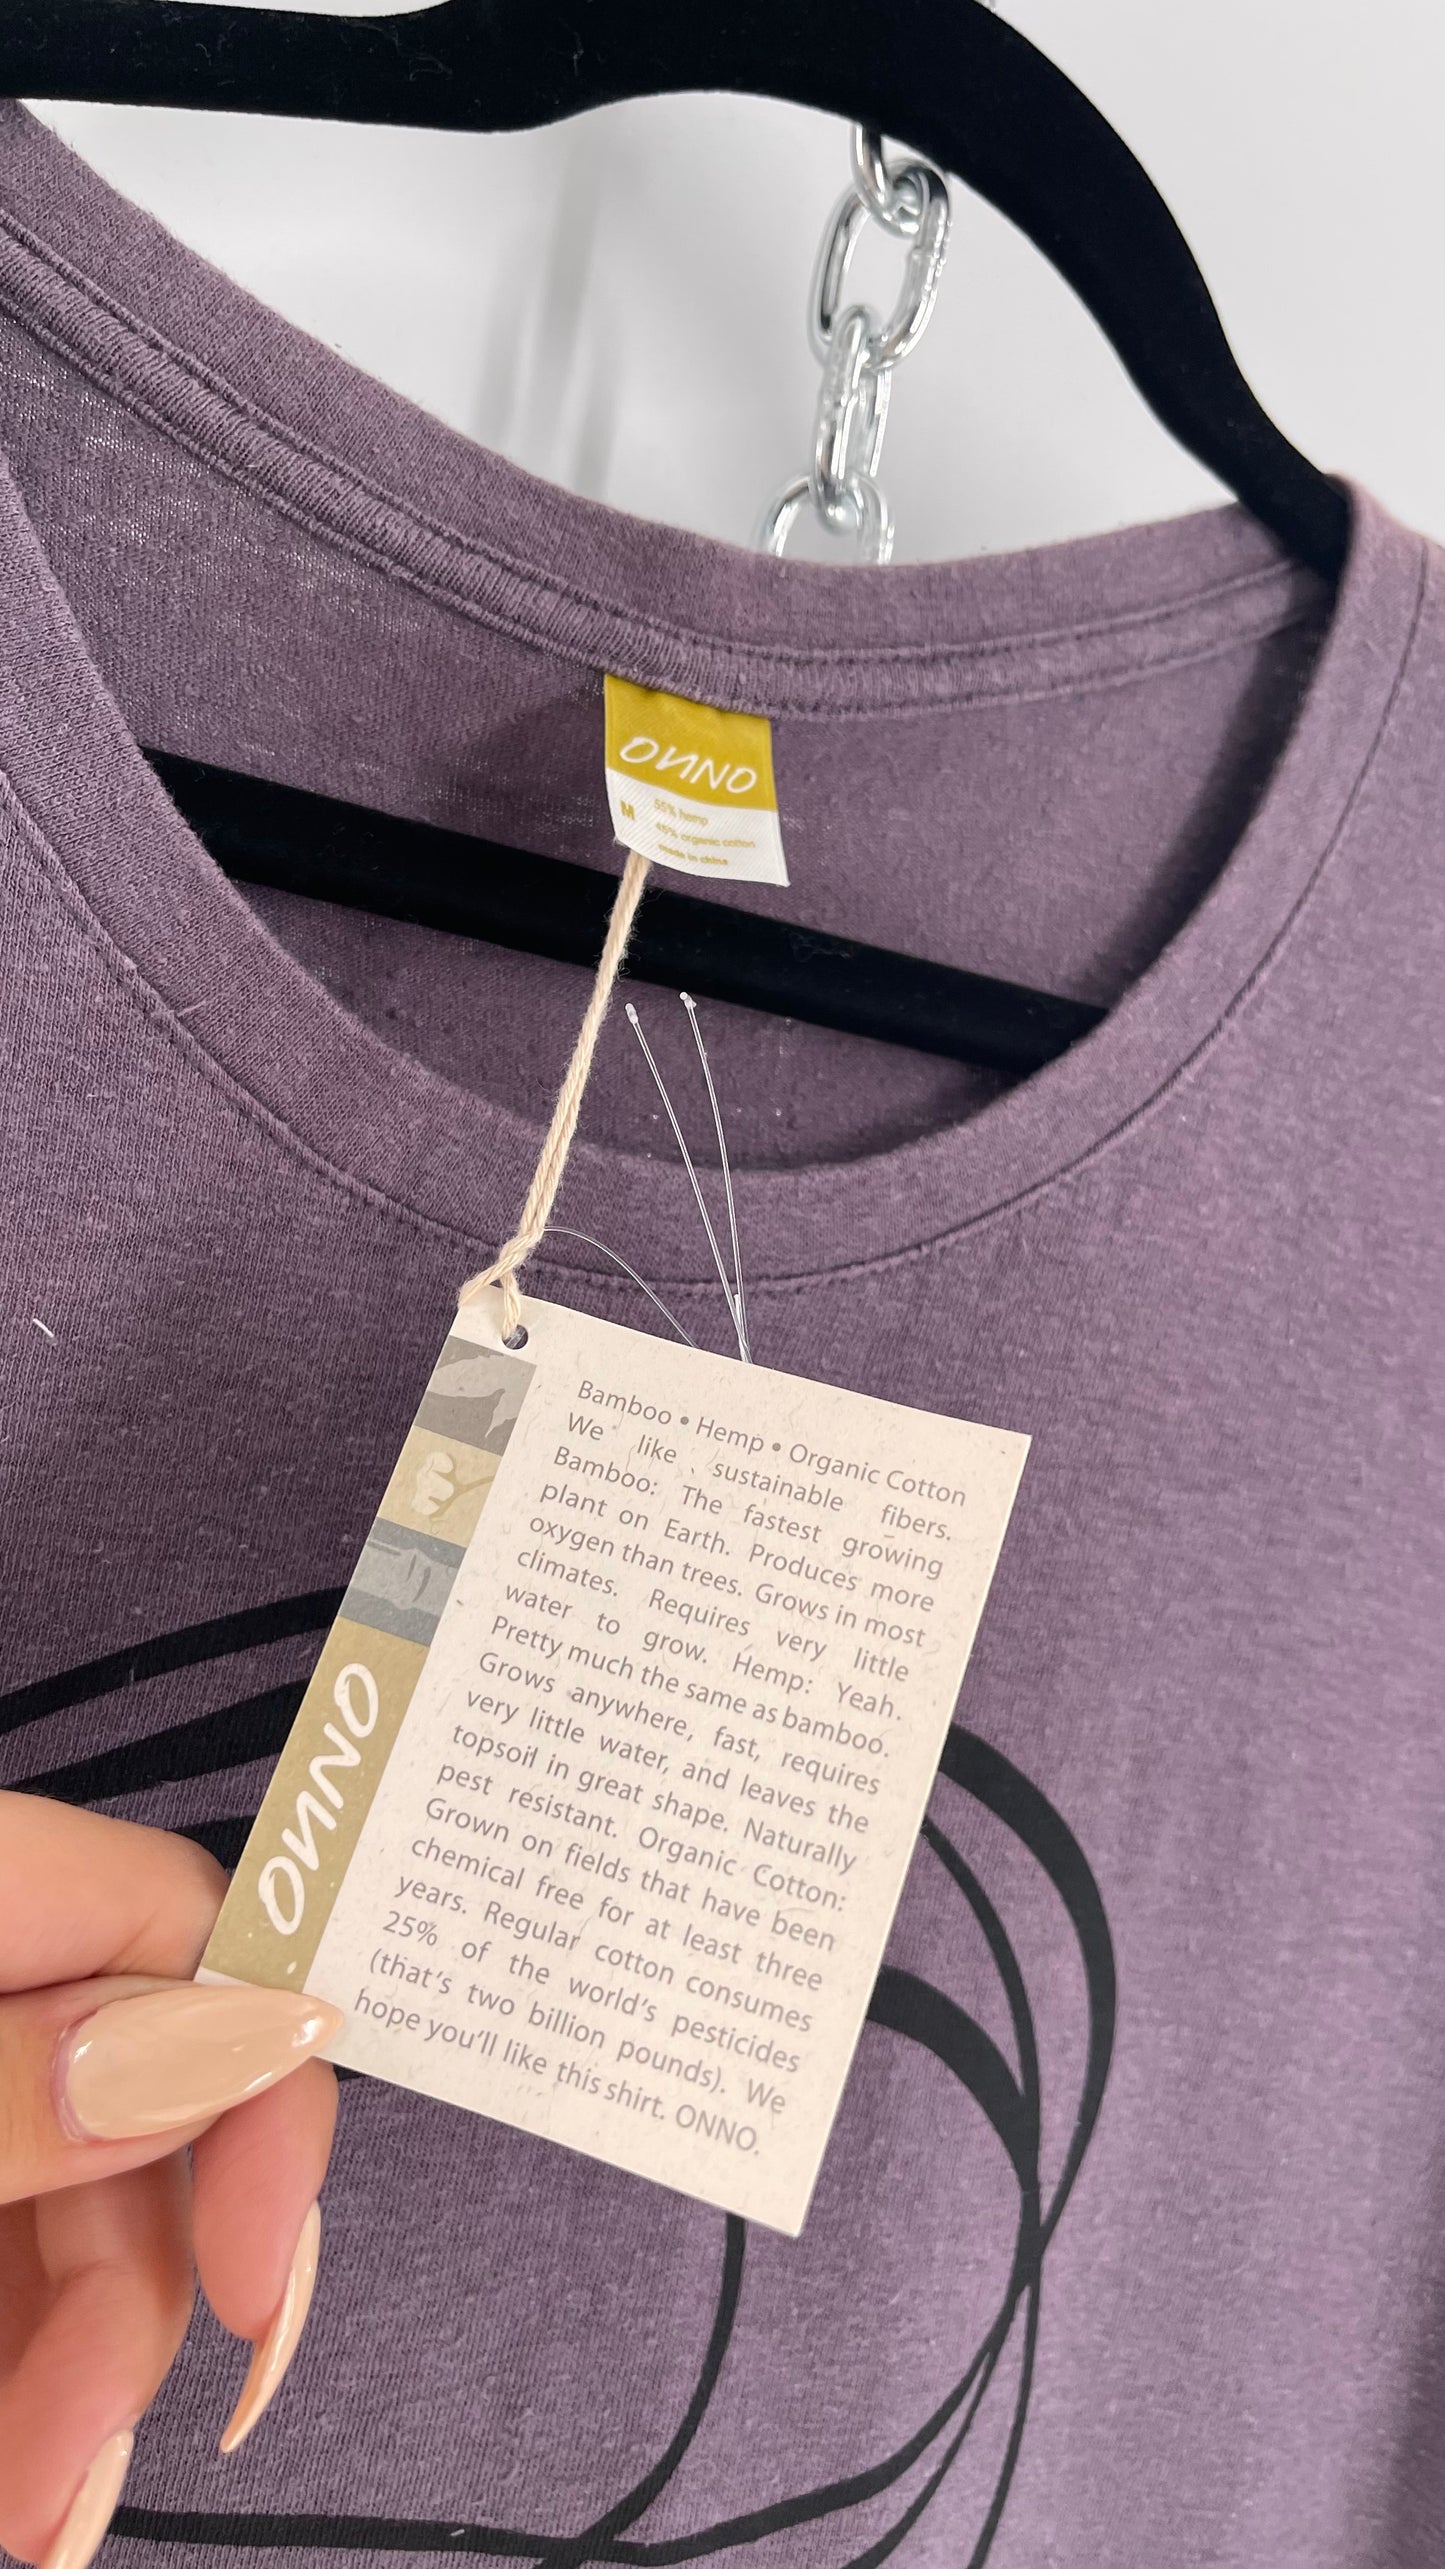 ONNO
M
55% hemp
45% organic cotton
made in china
Bamboo • Hemp • Organic Cotton
We like sustainable fibers.
Bamboo: The fastest growing
plant on Earth. Produces more
oxygen than trees. Grows in most
climates. Requires very little
water to grow. Hemp: Yeah.
Pretty much the same as bamboo.
Grows anywhere, fast, requires
very little water, and leaves the
topsoil in great shape. Naturally
pest resistant. Organic Cotton:
Grown on fields that have been
chemical free for at least three
years. Regular cotton consumes
25% of the world's pesticides
(that's two billion pounds). We
hope you'll like this shirt. ONNO.
ONNO